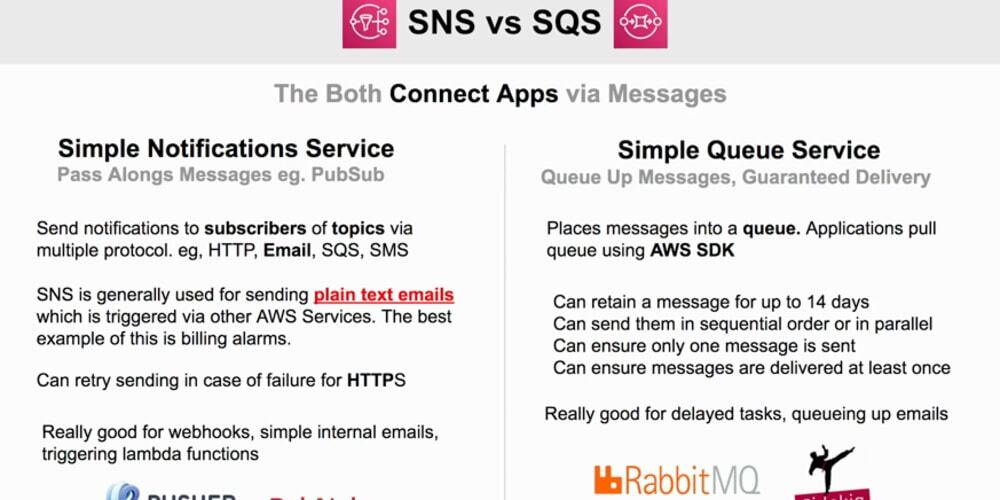 SNS vs SQS
The Both Connect Apps via Messages
Simple Notifications Service
Pass Alongs Messages eg. PubSub
Send notifications to subscribers of topics via
multiple protocol. eg, HTTP, Email, SQS, SMS
SNS is generally used for sending plain text emails
which is triggered via other AWS Services. The best
example of this is billing alarms.
Can retry sending in case of failure for HTTPS
Really good for webhooks, simple internal emails,
triggering lambda functions
PUSHER
Simple Queue Service
Queue Up Messages, Guaranteed Delivery
Places messages into a queue. Applications pull
queue using AWS SDK
Can retain a message for up to 14 days
Can send them in sequential order or in parallel
Can ensure only one message is sent
Can ensure messages are delivered at least once
Really good for delayed tasks, queueing up emails
RabbitMQ